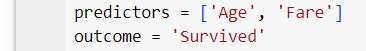 predictors = ['Age', 'Fare']
outcome = 'Survived'